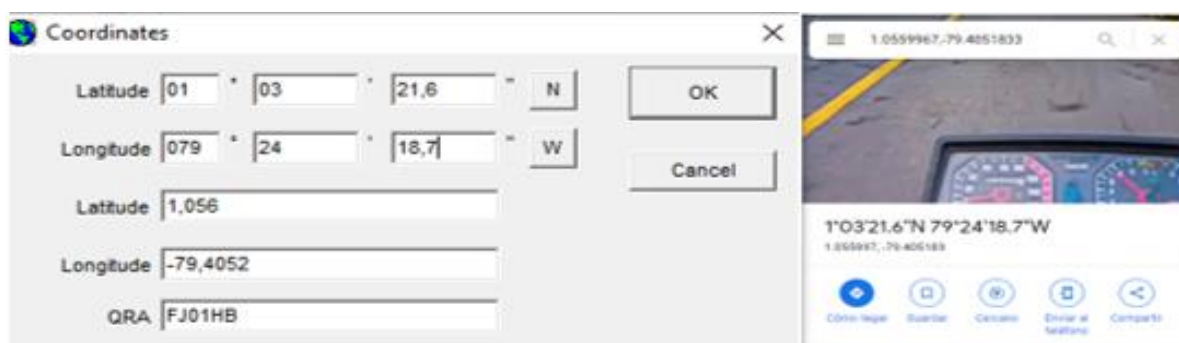 Coordinates
Latitude 01 ° 03 ' 21,6 " N
Longitude 079 ° 24 ' 18,7 " W
Latitude 1,056
Longitude -79,4052
QRA FJ01HB
OK
Cancel
1.0559967,-79.4051833
1°03'21.6"N 79°24'18.7"W
1.055997, -79.405183
Cómo llegar
Guardar
Cercano
Enviar al
teléfono
Compartir